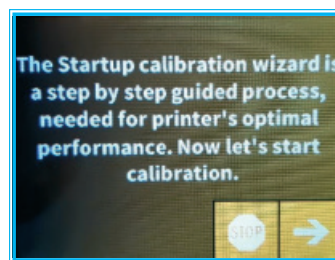 The Startup calibration wizard is
a step by step guided process,
needed for printer's optimal
performance. Now let's start
calibration.
STOP